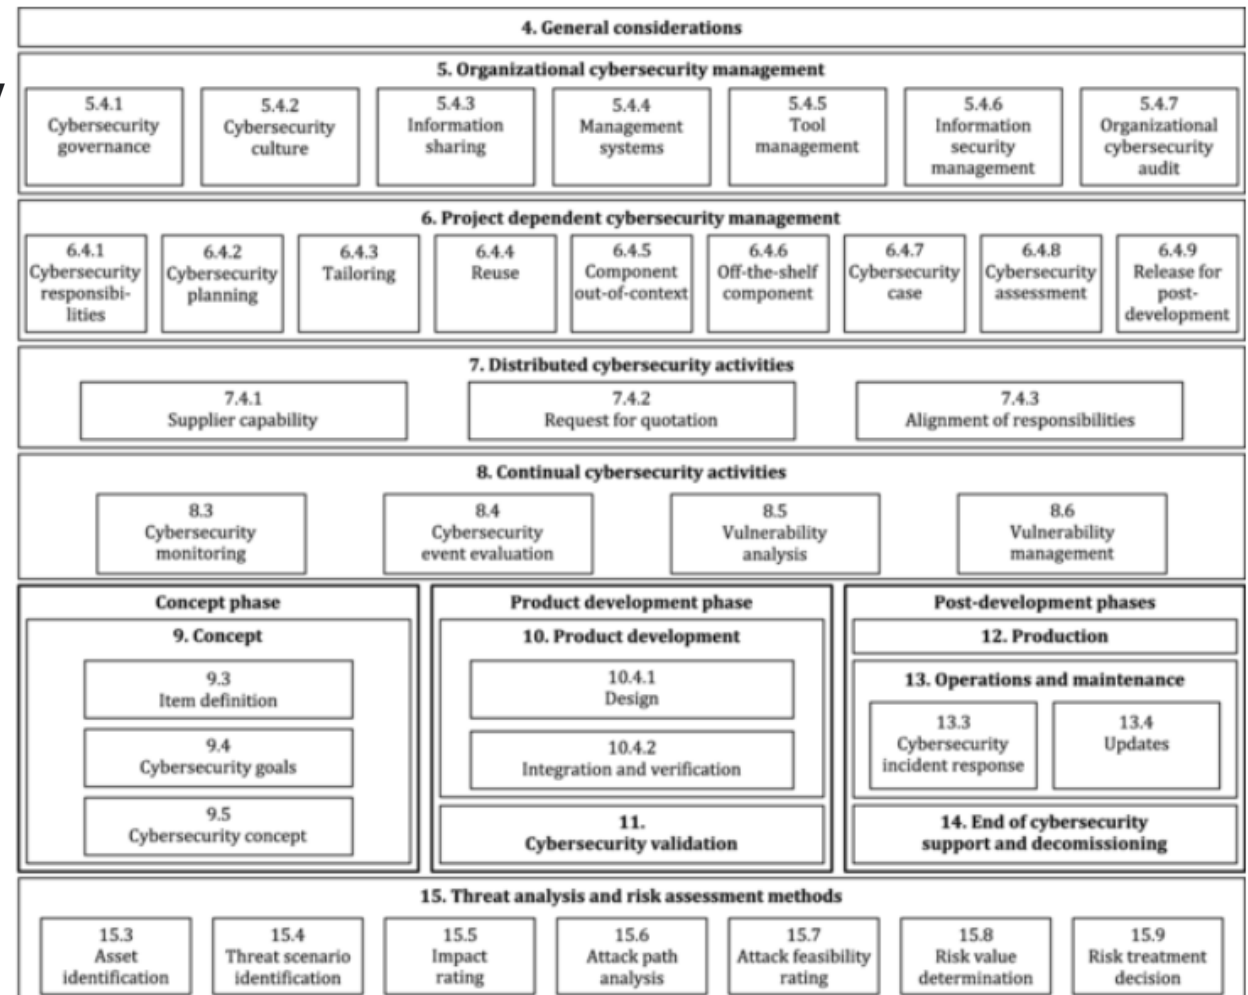 4. General considerations
5. Organizational cybersecurity management
5.4.1
Cybersecurity
governance
5.4.2
Cybersecurity
culture
5.4.3
Information
sharing
5.4.4
Management
systems
5.4.5
Tool
management
5.4.6
Information
security
management
5.4.7
Organizational
cybersecurity
audit
6. Project dependent cybersecurity management
6.4.1
Cybersecurity
responsibi-
lities
6.4.2
Cybersecurity
planning
6.4.3
Tailoring
6.4.4
Reuse
6.4.5
Component
out-of-context
6.4.6
Off-the-shelf
component
6.4.7
Cybersecurity
case
6.4.8
Cybersecurity
assessment
6.4.9
Release for
post-
development
7. Distributed cybersecurity activities
7.4.1
Supplier capability
7.4.2
Request for quotation
7.4.3
Alignment of responsibilities
8. Continual cybersecurity activities
8.3
Cybersecurity
monitoring
8.4
Cybersecurity
event evaluation
8.5
Vulnerability
analysis
8.6
Vulnerability
management
Concept phase
9. Concept
9.3
Item definition
9.4
Cybersecurity goals
9.5
Cybersecurity concept
Product development phase
10. Product development
10.4.1
Design
10.4.2
Integration and verification
11.
Cybersecurity validation
Post-development phases
12. Production
13. Operations and maintenance
13.3
Cybersecurity
incident response
13.4
Updates
14. End of cybersecurity
support and decomissioning
15. Threat analysis and risk assessment methods
15.3
Asset
identification
15.4
Threat scenario
identification
15.5
Impact
rating
15.6
Attack path
analysis
15.7
Attack feasibility
rating
15.8
Risk value
determination
15.9
Risk treatment
decision